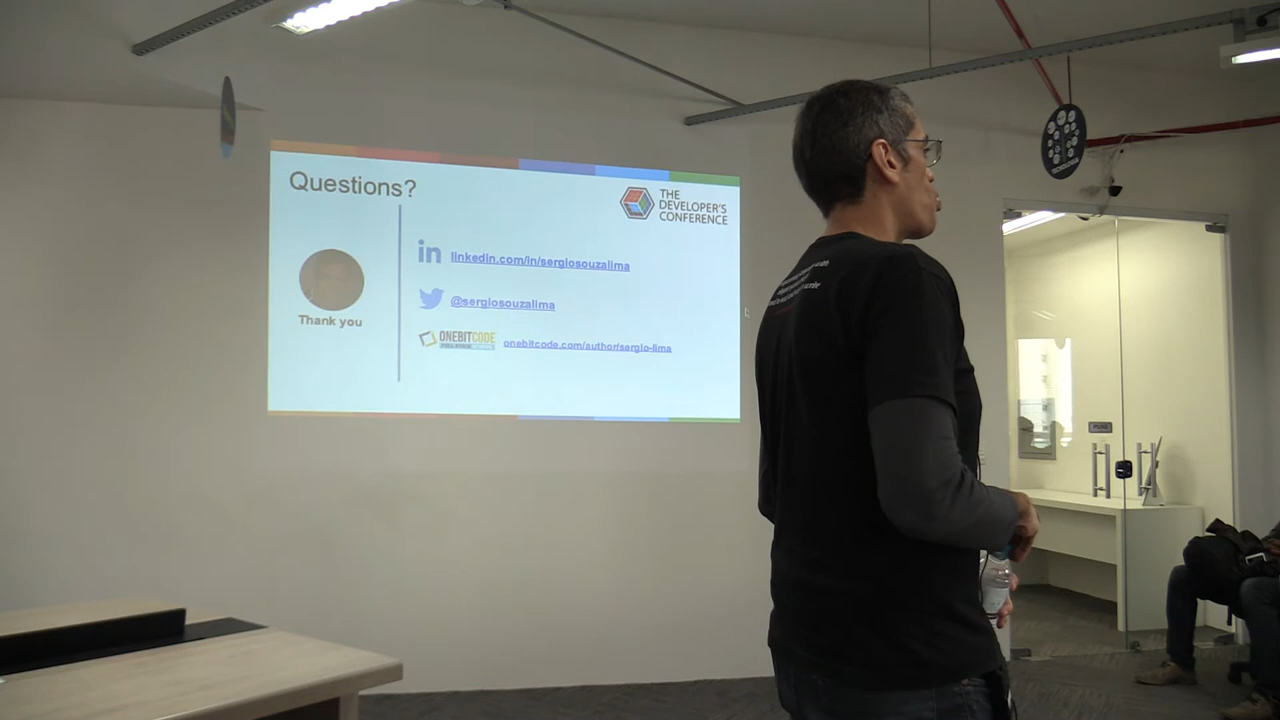 Questions?
THE
DEVELOPER'S
CONFERENCE
linkedin.com/in/sergiosouzalima
@sergiosouzalima
Thank you
ONEBITCODE
onebitcode.com/author/sergio-lima